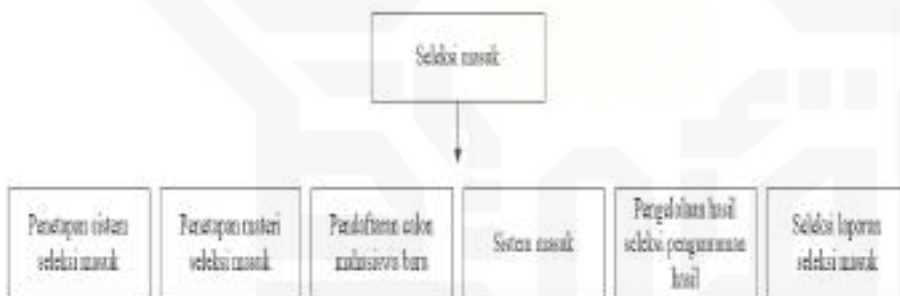 Seleksi masuk
Penetapan sistem
seleksi masuk
Penetapan materi
seleksi masuk
Pendaftaran calon
mahasiswa baru
Sistem masuk
Pengelolaan hasil
seleksi pengumuman
hasil
Seleksi laporan
seleksi masuk